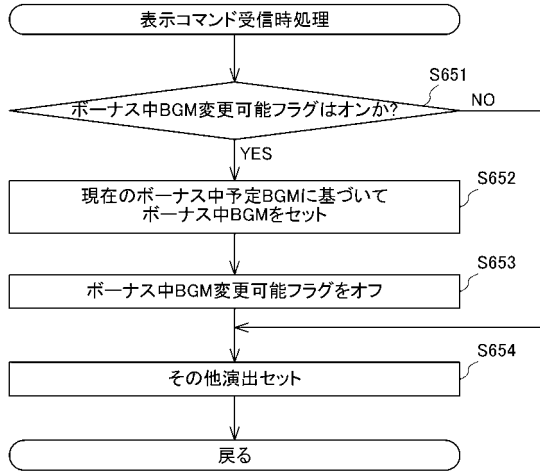 表示コマンド受信時処理
S651
ボーナス中BGM変更可能フラグはオンか?
NO
YES
S652
現在のボーナス中予定BGMに基づいて
ボーナス中BGMをセット
S653
ボーナス中BGM変更可能フラグをオフ
S654
その他演出セット
戻る